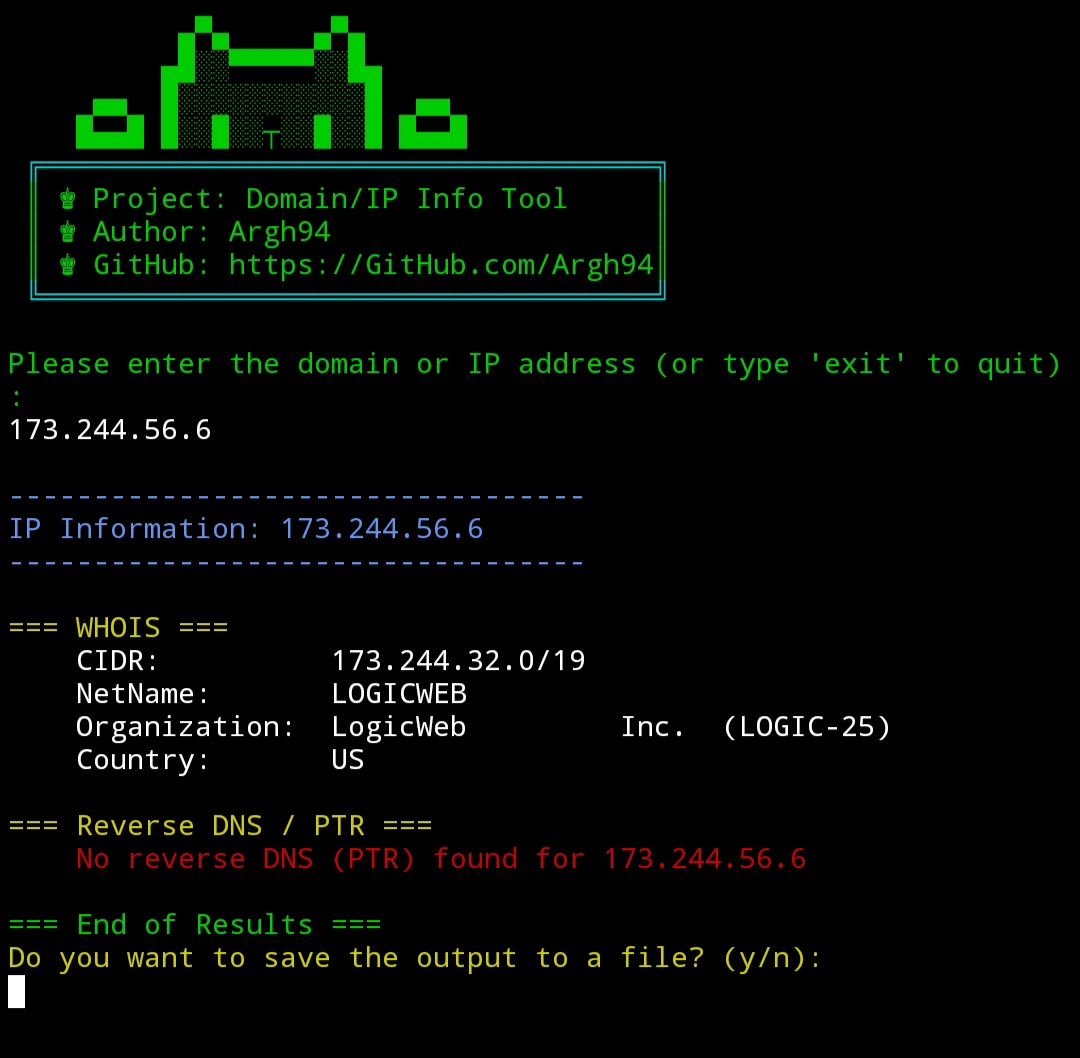 ♚ Project: Domain/IP Info Tool
♚ Author: Argh94
♚ GitHub: https://GitHub.com/Argh94
Please enter the domain or IP address (or type 'exit' to quit)
:
173.244.56.6
----------------------------------
IP Information: 173.244.56.6
----------------------------------
=== WHOIS ===
CIDR: 173.244.32.0/19
NetName: LOGICWEB
Organization: LogicWeb Inc. (LOGIC-25)
Country: US
=== Reverse DNS / PTR ===
No reverse DNS (PTR) found for 173.244.56.6
=== End of Results ===
Do you want to save the output to a file? (y/n):